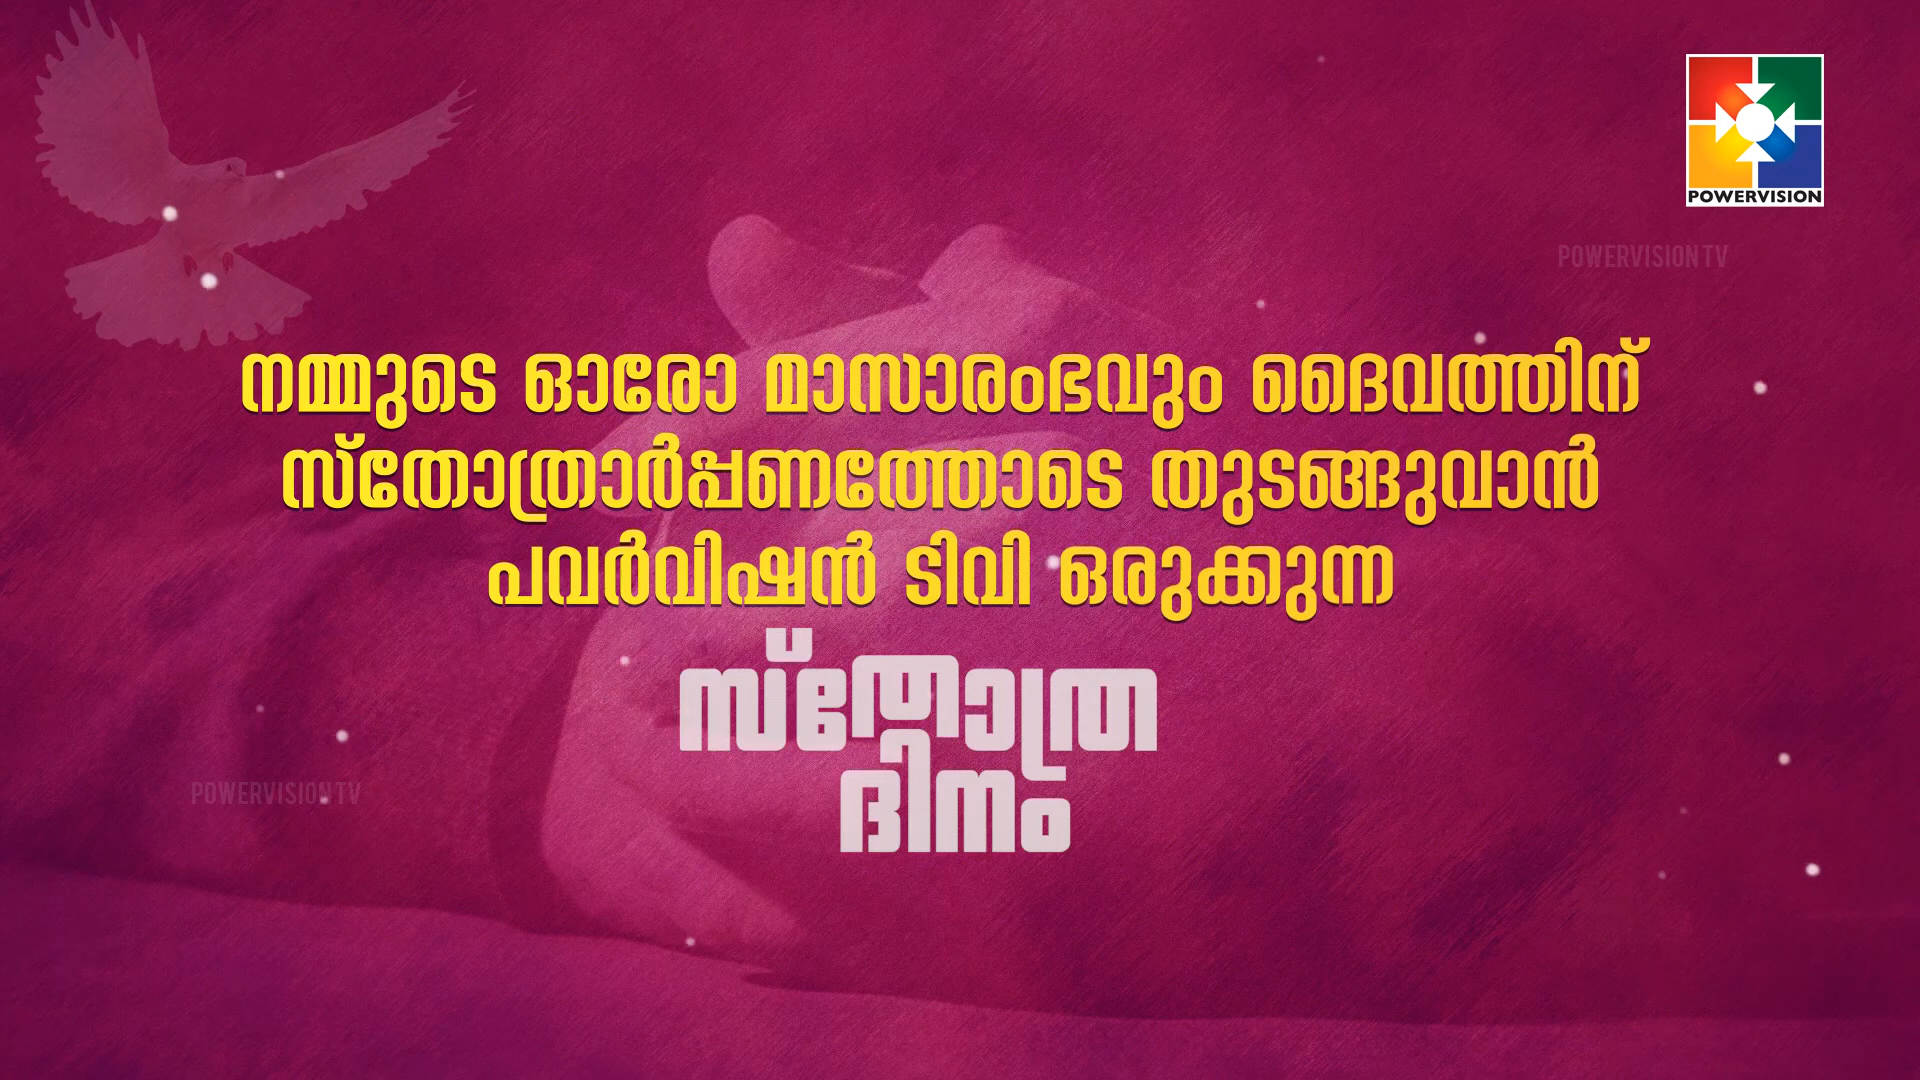 POWERVISION
POWERVISION TV
നമ്മുടെ ഓരോ മാസാരംഭവും ദൈവത്തിന്
സ്തോത്രാർപ്പണത്തോടെ തുടങ്ങുവാൻ
പവർവിഷൻ ടിവി ഒരുക്കുന്ന
സ്തോത്ര
ദിനം
POWERVISION TV